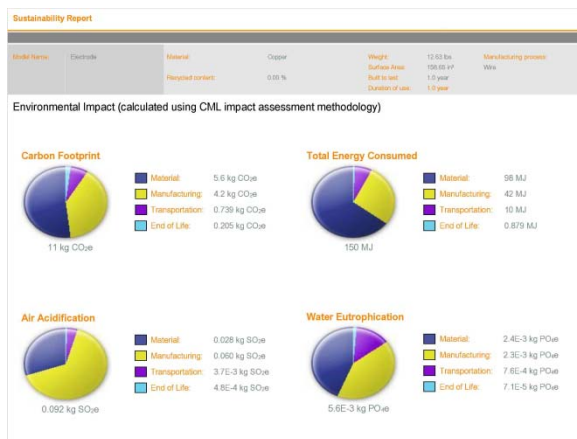 Sustainability Report
Model Name: Electrode Material: Copper Weight: 12.53 lbs Manufacturing process:
Surface Area: in² Wire
Recycled content: 0.00 % Built to last: 1.0 year
Duration of use: 1.0 year
Environmental Impact (calculated using CML impact assessment methodology)
Carbon Footprint
Material: 5.6 kg CO₂e
Manufacturing: 4.2 kg CO₂e
Transportation: 0.739 kg CO₂e
End of Life: 0.205 kg CO₂e
11 kg CO₂e
Total Energy Consumed
Material: 98 MJ
Manufacturing: 42 MJ
Transportation: 10 MJ
End of Life: 0.879 MJ
150 MJ
Air Acidification
Material: 0.028 kg SO₂e
Manufacturing: 0.060 kg SO₂e
Transportation: 3.7E-3 kg SO₂e
End of Life: 4.8E-4 kg SO₂e
0.092 kg SO₂e
Water Eutrophication
Material: 2.4E-3 kg PO₄e
Manufacturing: 2.3E-3 kg PO₄e
Transportation: 7.6E-4 kg PO₄e
End of Life: 7.1E-5 kg PO₄e
5.6E-3 kg PO₄e